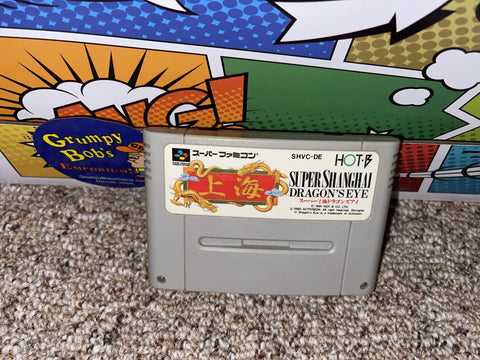 NG!
Grumpy
Bob's
EMPORIUM!
スーパーファミコン
SHVC-DE
HOT·B
上海
SUPER SHANGHAI
DRAGON'S EYE
スーパー上海ドラゴンズアイ